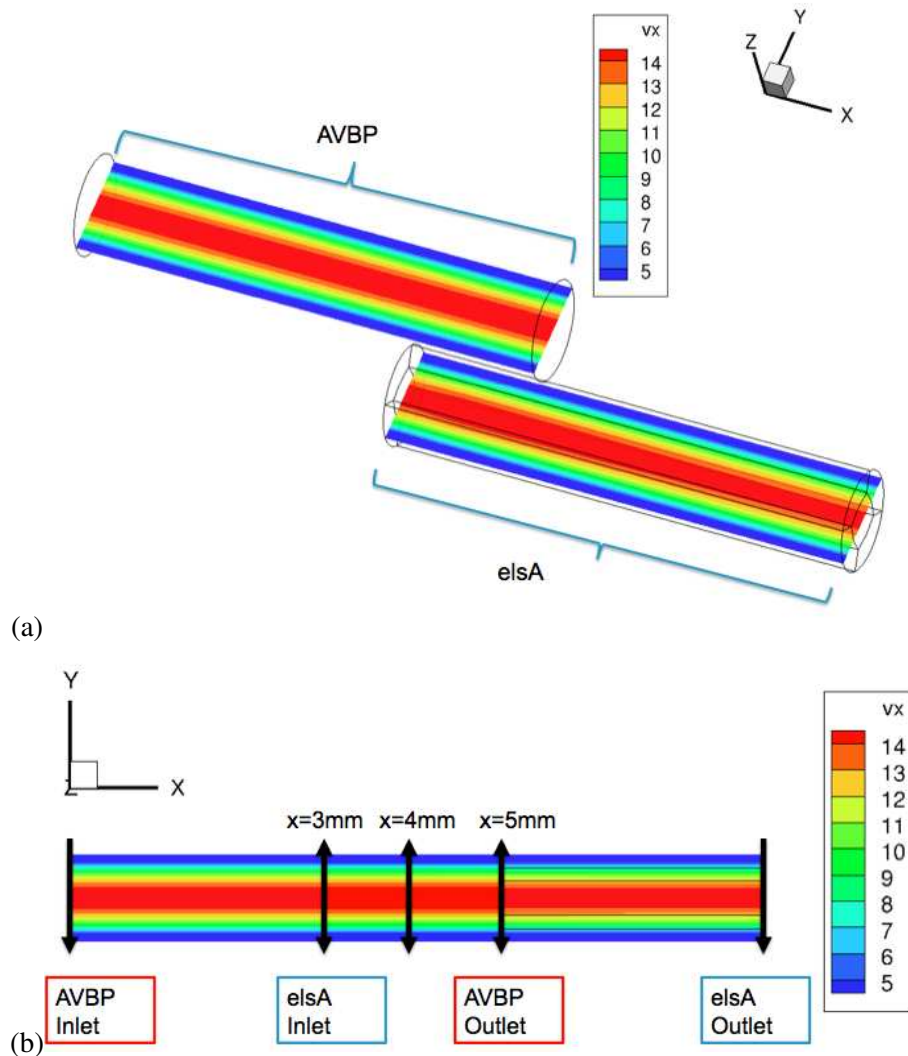 vx
14
13
12
11
10
9
8
7
6
5
Y
Z
X
AVBP
elsA
(a)
Y
Z
X
x=3mm
x=4mm
x=5mm
vx
14
13
12
11
10
9
8
7
6
5
AVBP
Inlet
elsA
Inlet
AVBP
Outlet
elsA
Outlet
(b)